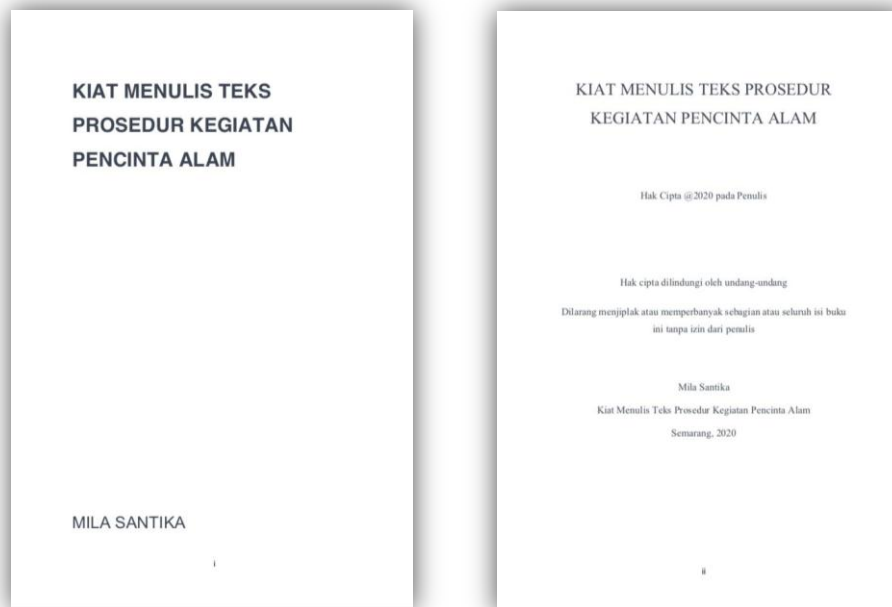 KIAT MENULIS TEKS
PROSEDUR KEGIATAN
PENCINTA ALAM
MILA SANTIKA
i
KIAT MENULIS TEKS PROSEDUR
KEGIATAN PENCINTA ALAM
Hak Cipta @2020 pada Penulis
Hak cipta dilindungi oleh undang-undang
Dilarang menjiplak atau memperbanyak sebagian atau seluruh isi buku
ini tanpa izin dari penulis
Mila Santika
Kiat Menulis Teks Prosedur Kegiatan Pencinta Alam
Semarang, 2020
ii